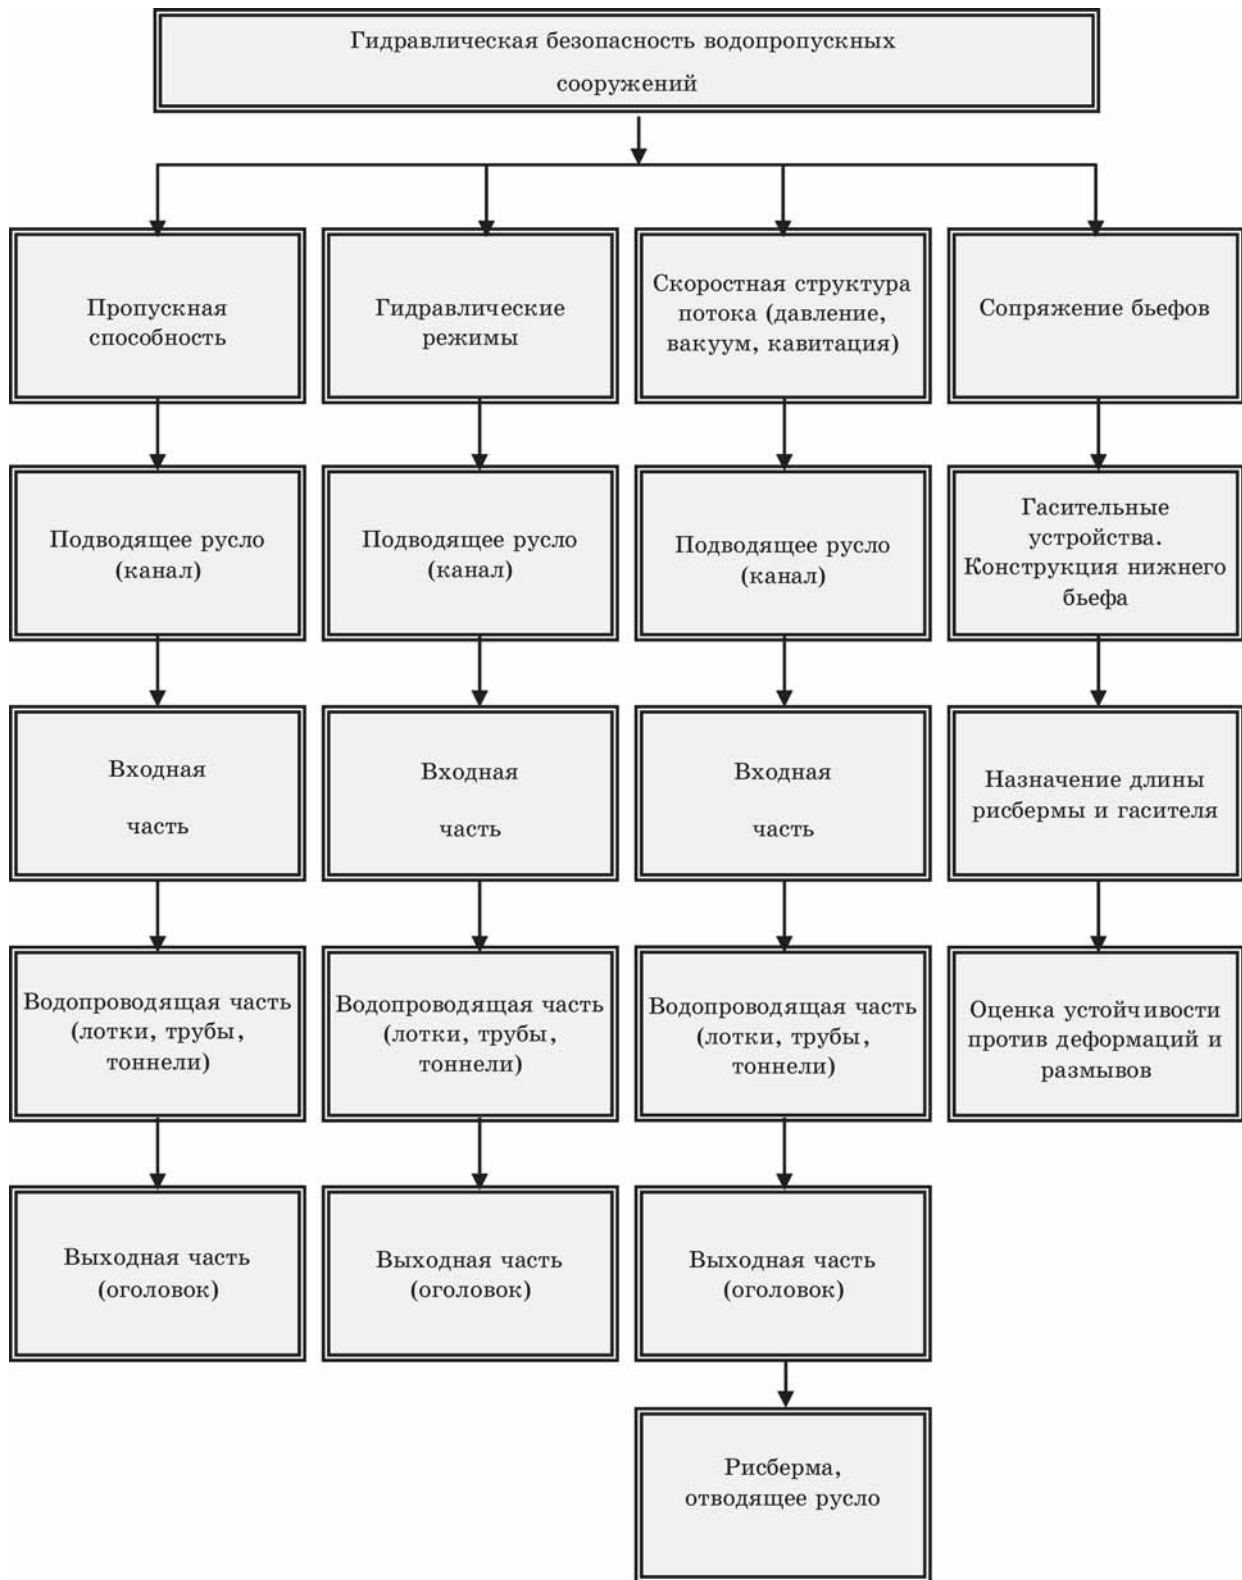 Гидравлическая безопасность водопропускных
сооружений
Пропускная
способность
Гидравлические
режимы
Скоростная структура
потока (давление,
вакуум, кавитация)
Сопряжение бьефов
Подводящее русло
(канал)
Подводящее русло
(канал)
Подводящее русло
(канал)
Гасительные
устройства.
Конструкция нижнего
бьефа
Входная
часть
Входная
часть
Входная
часть
Назначение длины
рисбермы и гасителя
Водопроводящая часть
(лотки, трубы,
тоннели)
Водопроводящая часть
(лотки, трубы,
тоннели)
Водопроводящая часть
(лотки, трубы,
тоннели)
Оценка устойчивости
против деформаций и
размывов
Выходная часть
(оголовок)
Выходная часть
(оголовок)
Выходная часть
(оголовок)
Рисберма,
отводящее русло